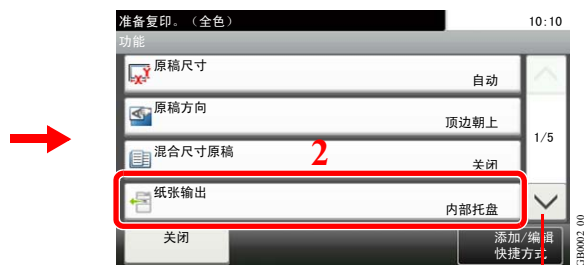 准备复印。（全色）
10:10
功能
原稿尺寸
自动
原稿方向
顶边朝上
1/5
混合尺寸原稿
2
关闭
纸张输出
内部托盘
关闭
添加/编辑
快捷方式
GB0002_00